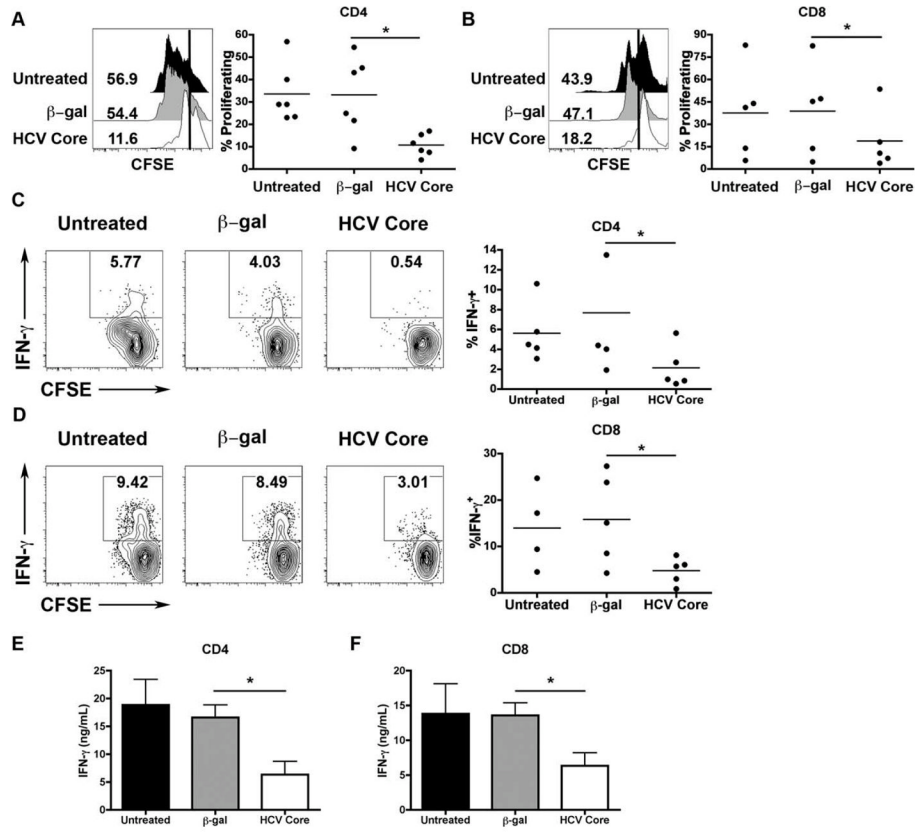 A
CD4
Untreated 56.9
β-gal 54.4
HCV Core 11.6
CFSE
% Proliferating
60
50
40
30
20
10
0
Untreated β-gal HCV Core
*
B
CD8
Untreated 43.9
β-gal 47.1
HCV Core 18.2
CFSE
% Proliferating
90
75
60
45
30
15
0
Untreated β-gal HCV Core
*
C
Untreated β-gal HCV Core
5.77 4.03 0.54
IFN-γ
CFSE
CD4
% IFN-γ+
14
12
10
8
6
4
2
0
Untreated β-gal HCV Core
*
D
Untreated β-gal HCV Core
9.42 8.49 3.01
IFN-γ
CFSE
CD8
%IFN-γ+
30
20
10
0
Untreated β-gal HCV Core
*
E
CD4
IFN-γ (ng/mL)
25
20
15
10
5
0
Untreated β-gal HCV Core
*
F
CD8
IFN-γ (ng/mL)
20
15
10
5
0
Untreated β-gal HCV Core
*